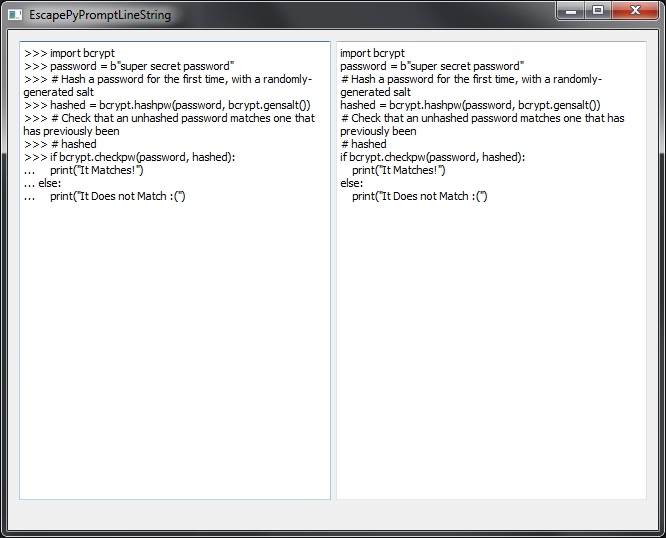 EscapePyPromptLineString
>>> import bcrypt
>>> password = b"super secret password"
>>> # Hash a password for the first time, with a randomly-
generated salt
>>> hashed = bcrypt.hashpw(password, bcrypt.gensalt())
>>> # Check that an unhashed password matches one that
has previously been
>>> # hashed
>>> if bcrypt.checkpw(password, hashed):
...     print("It Matches!")
... else:
...     print("It Does not Match :(")
import bcrypt
password = b"super secret password"
# Hash a password for the first time, with a randomly-
generated salt
hashed = bcrypt.hashpw(password, bcrypt.gensalt())
# Check that an unhashed password matches one that has
previously been
# hashed
if bcrypt.checkpw(password, hashed):
    print("It Matches!")
else:
    print("It Does not Match :(")